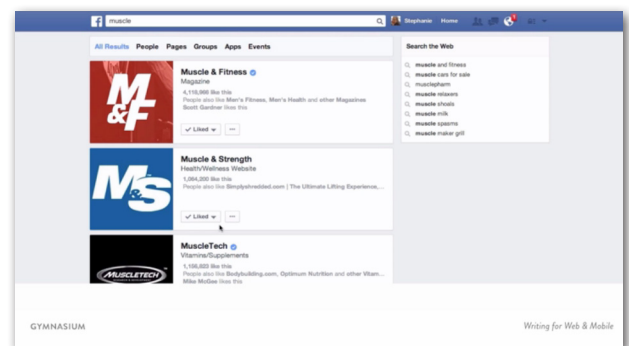 muscle
Stephanie Home
All Results People Pages Groups Apps Events
M
&F
Muscle & Fitness
Magazine
4,118,966 like this
People also like Men's Fitness, Men's Health and other Magazines
Scott Gardner likes this
Liked
M&S
Muscle & Strength
Health/Wellness Website
1,084,200 like this
People also like Simplyshredded.com | The Ultimate Lifting Experience,...
Liked
MUSCLETECH
MuscleTech
Vitamins/Supplements
1,156,623 like this
People also like Bodybuilding.com, Optimum Nutrition and other Vitam...
Mike McGee likes this
Search the Web
muscle and fitness
muscle cars for sale
musclepharm
muscle relaxers
muscle shoals
muscle milk
muscle spasms
muscle maker grill
GYMNASIUM
Writing for Web & Mobile